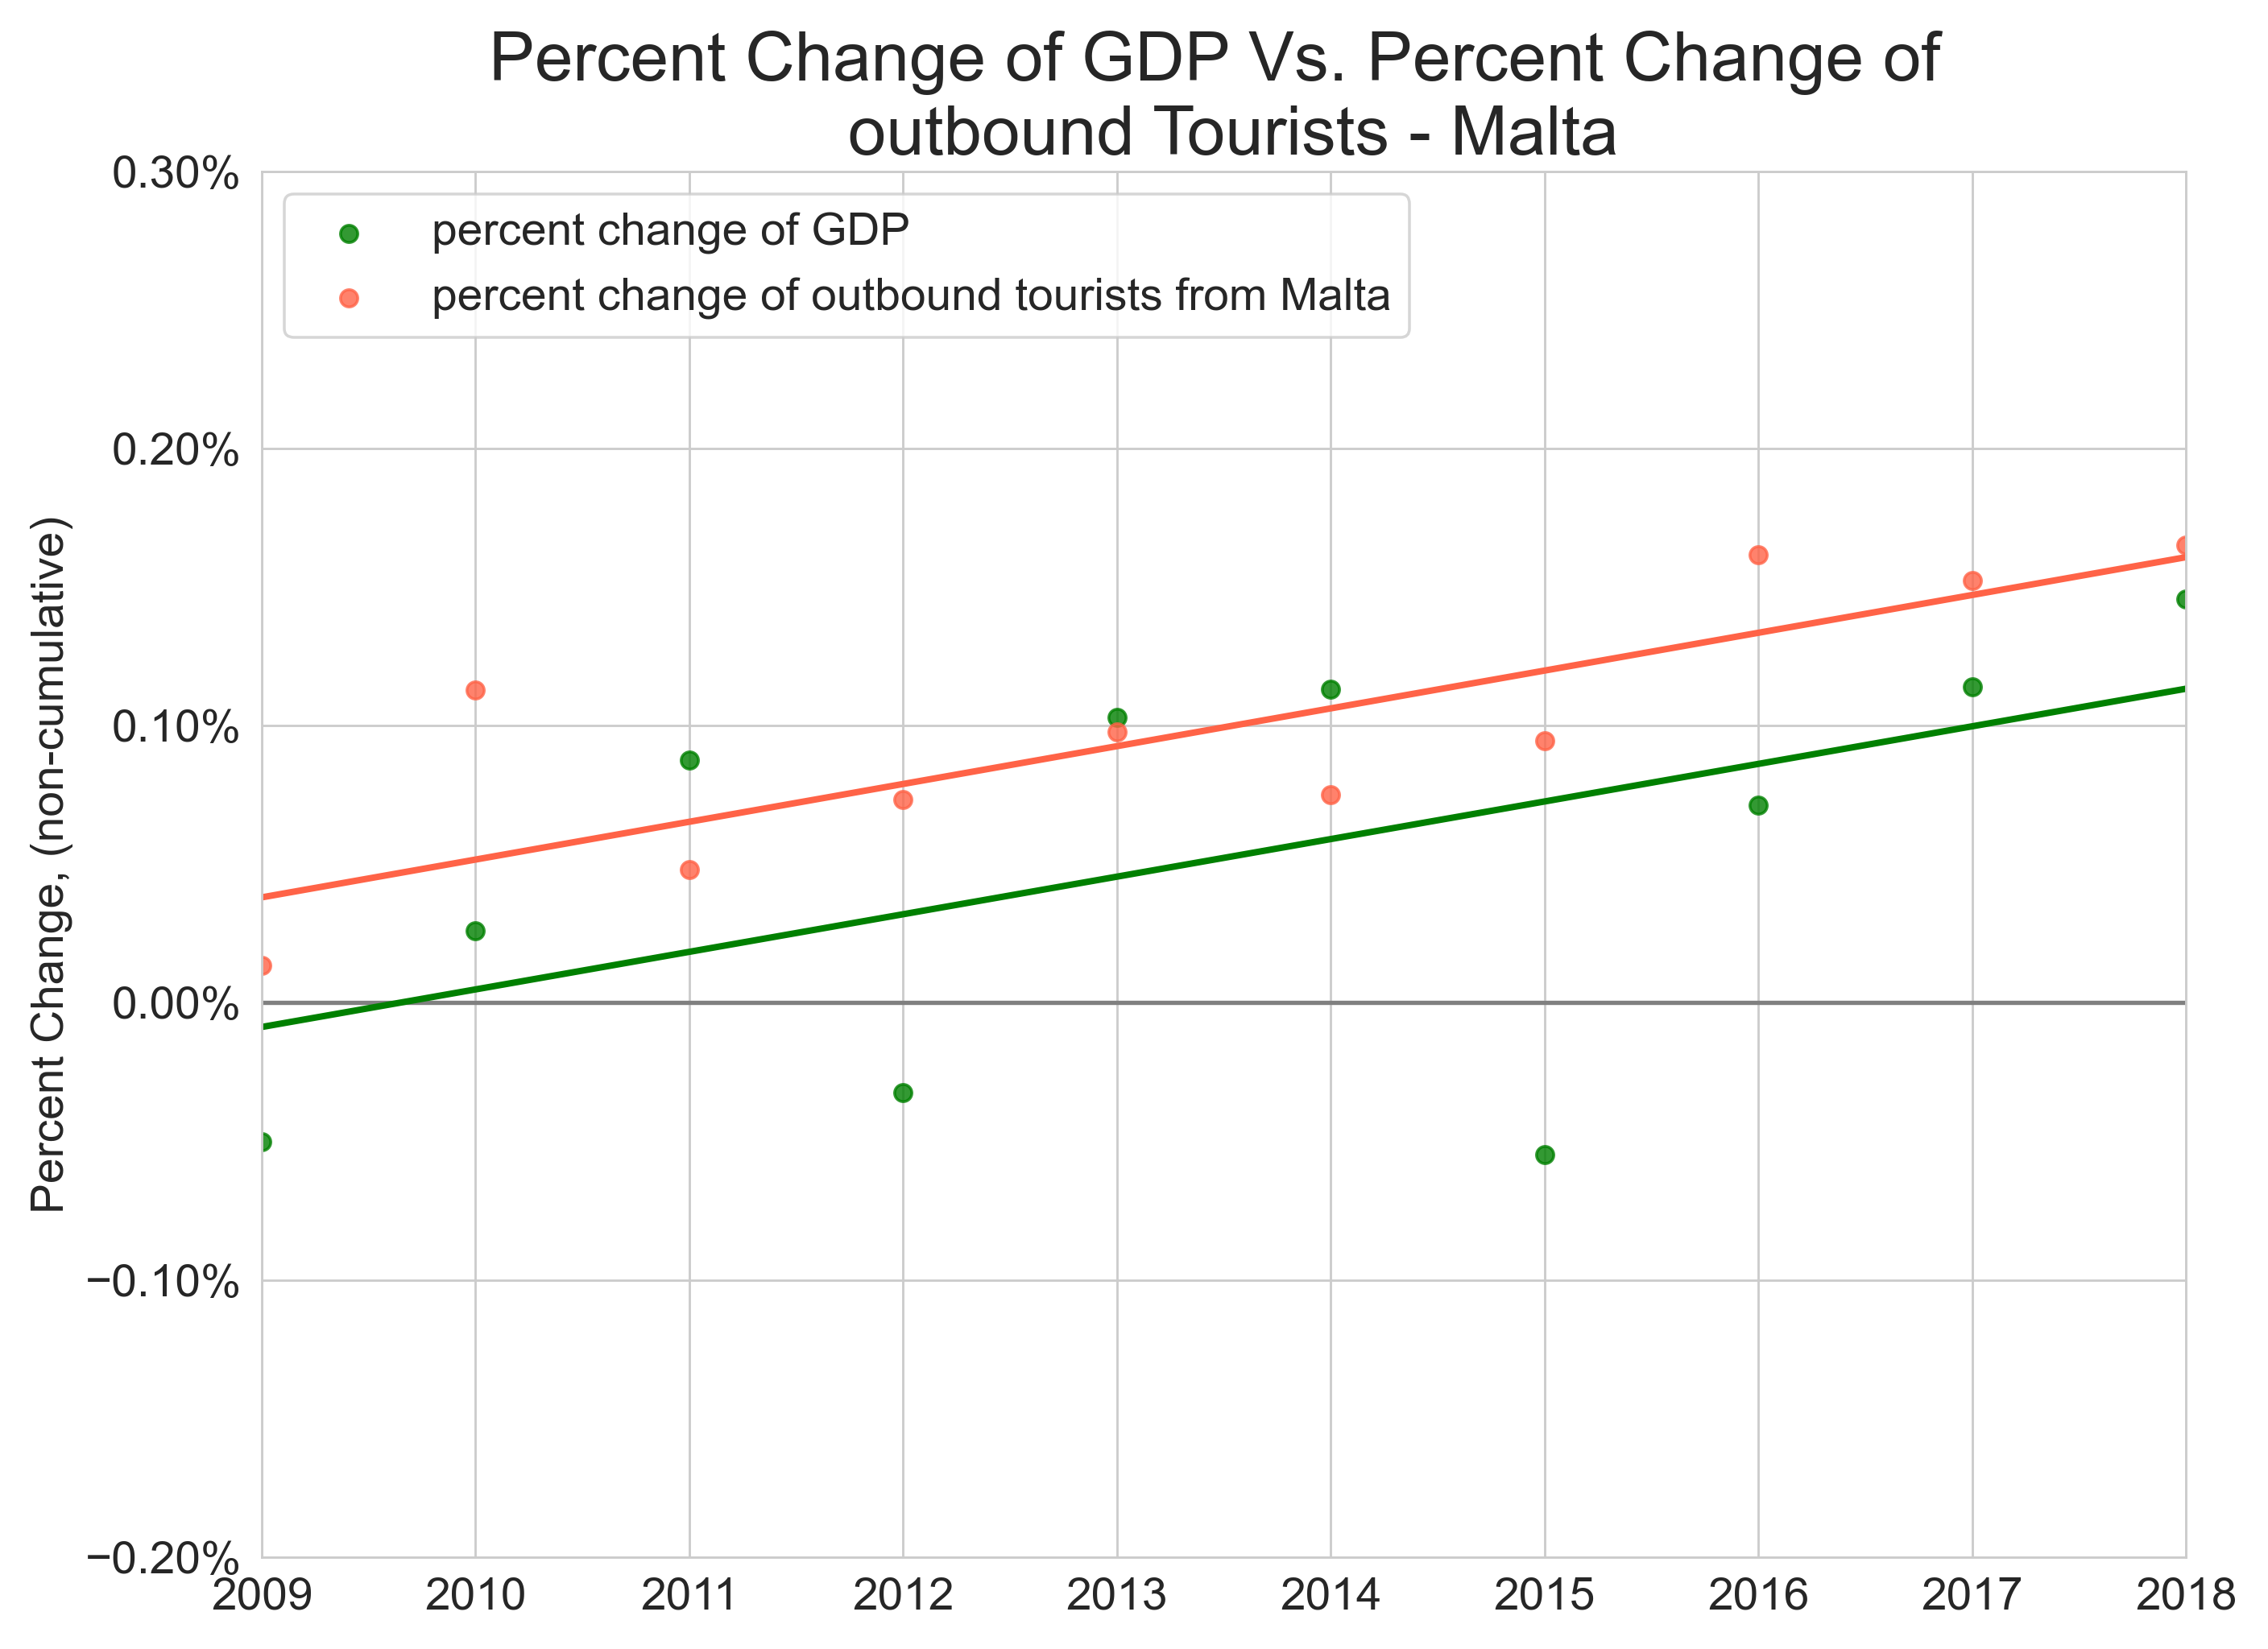 Percent Change of GDP Vs. Percent Change of
outbound Tourists - Malta
percent change of GDP
percent change of outbound tourists from Malta
Percent Change, (non-cumulative)
0.30%
0.20%
0.10%
0.00%
−0.10%
−0.20%
2009 2010 2011 2012 2013 2014 2015 2016 2017 2018